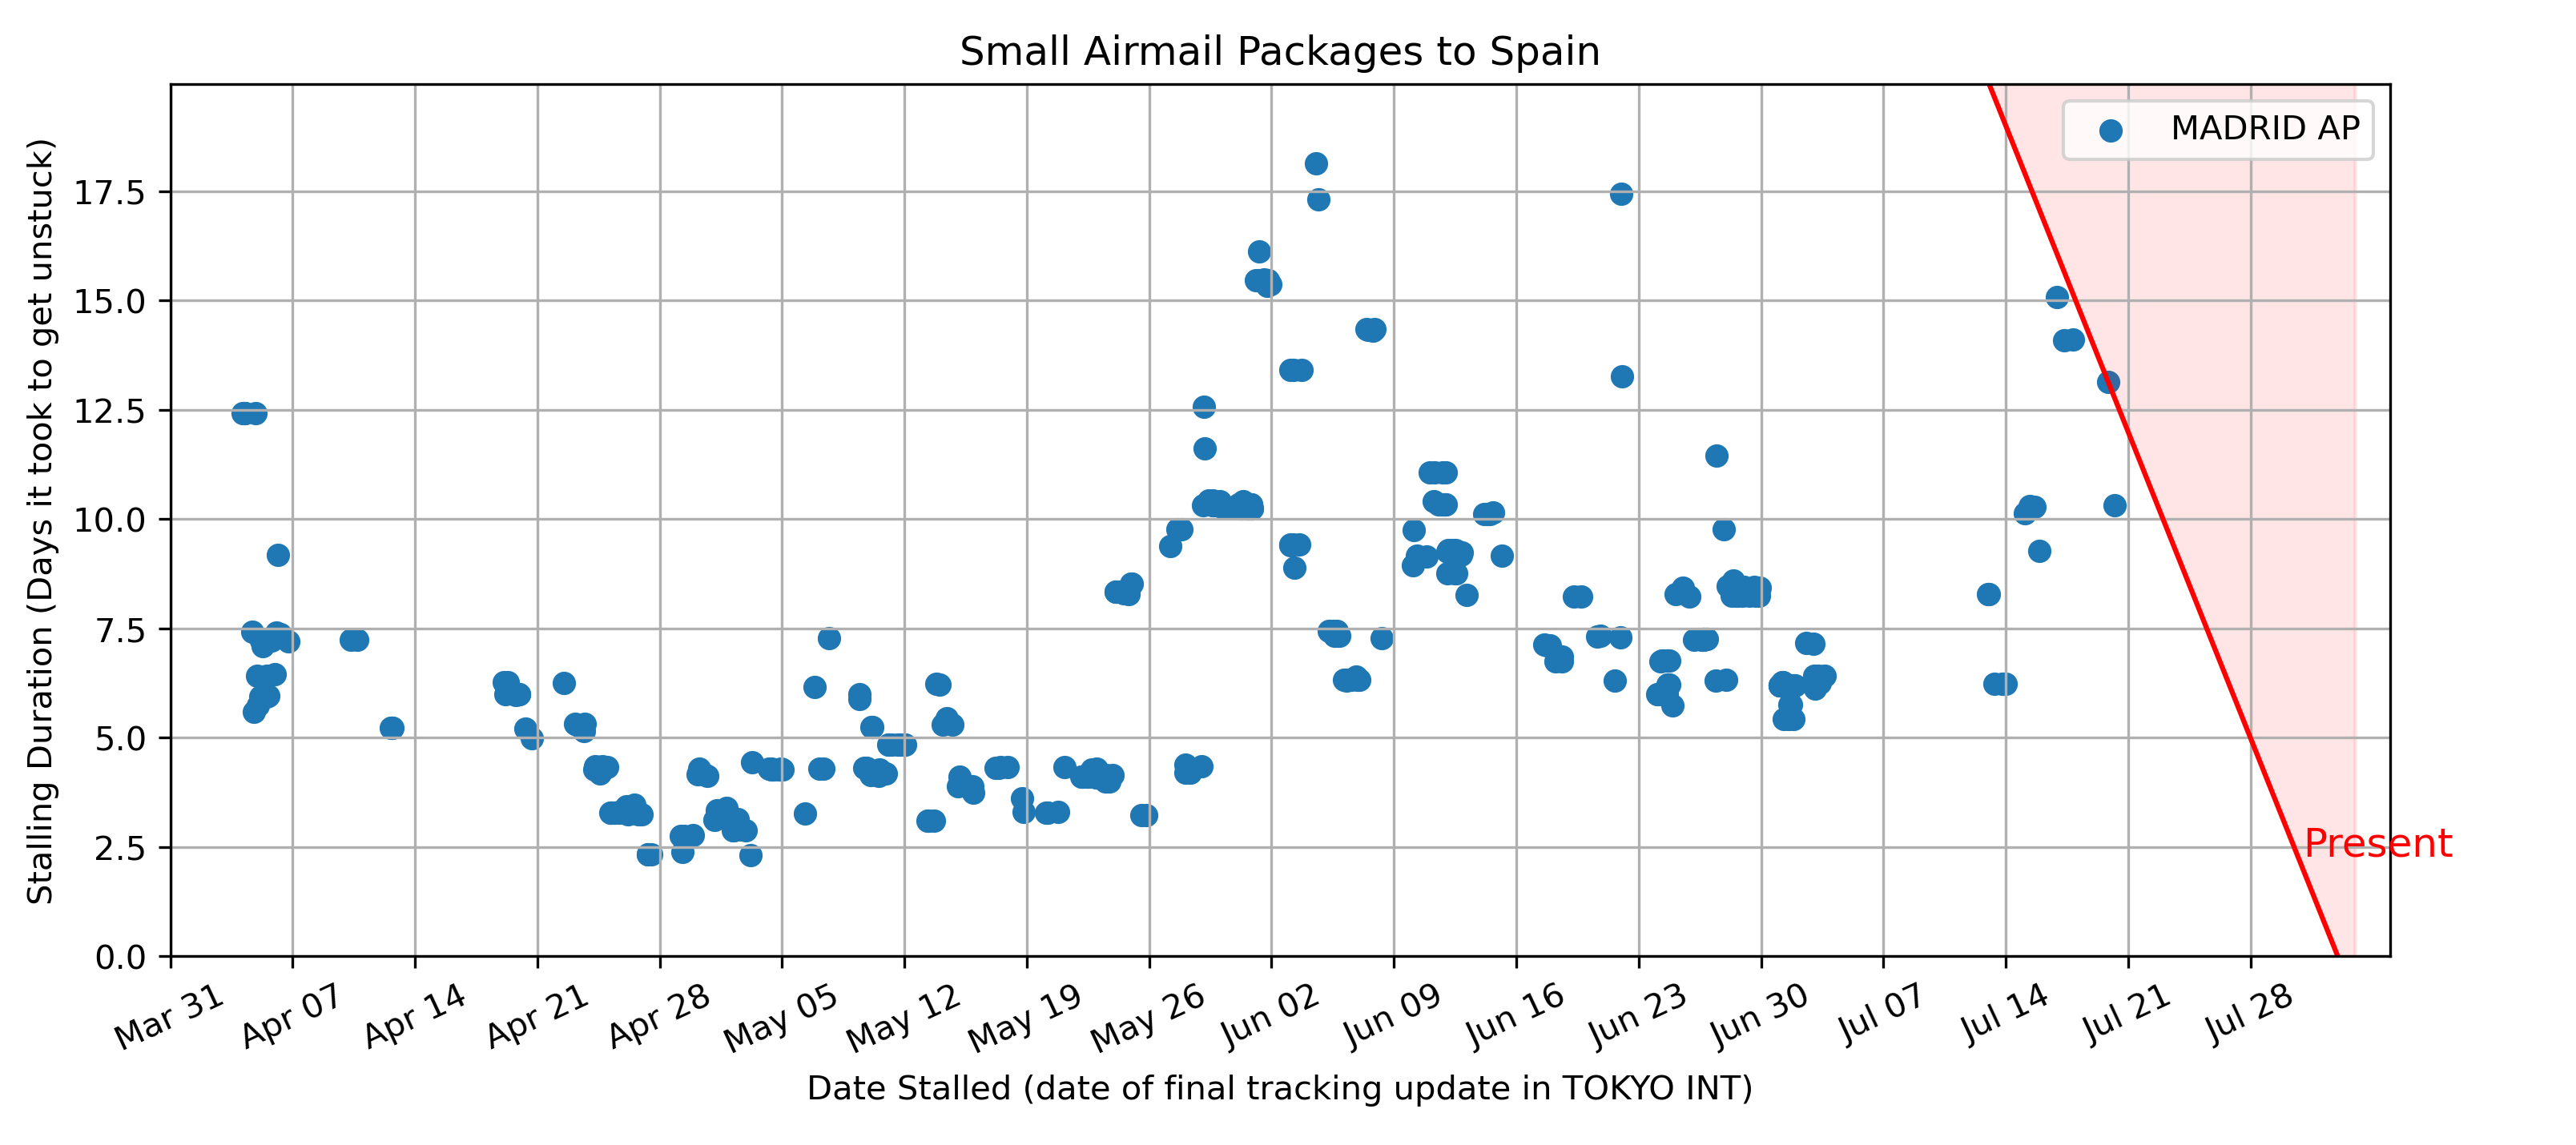 Small Airmail Packages to Spain
MADRID AP
Stalling Duration (Days it took to get unstuck)
17.5
15.0
12.5
10.0
7.5
5.0
2.5
0.0
Present
Mar 31
Apr 07
Apr 14
Apr 21
Apr 28
May 05
May 12
May 19
May 26
Jun 02
Jun 09
Jun 16
Jun 23
Jun 30
Jul 07
Jul 14
Jul 21
Jul 28
Date Stalled (date of final tracking update in TOKYO INT)